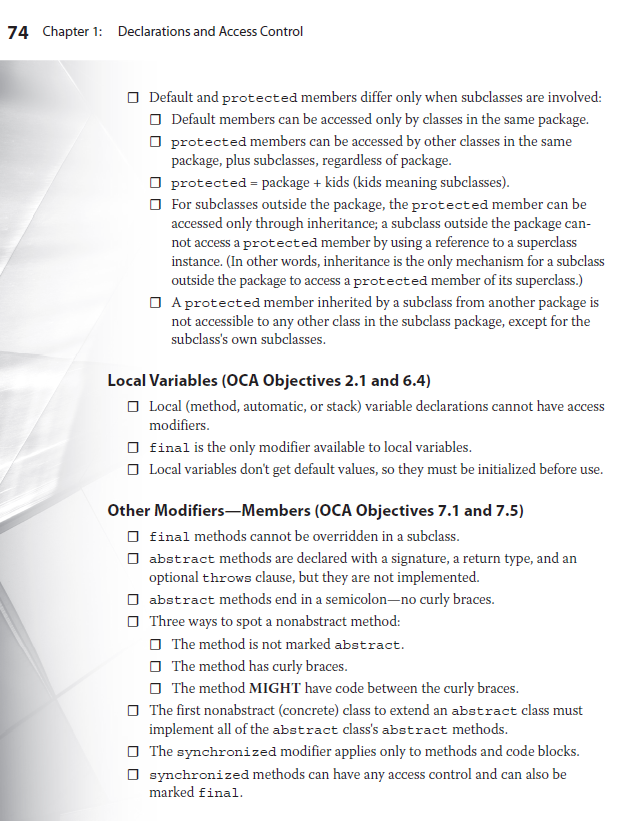 74 Chapter 1: Declarations and Access Control
❒ Default and protected members differ only when subclasses are involved:
❒ Default members can be accessed only by classes in the same package.
❒ protected members can be accessed by other classes in the same
package, plus subclasses, regardless of package.
❒ protected = package + kids (kids meaning subclasses).
❒ For subclasses outside the package, the protected member can be
accessed only through inheritance; a subclass outside the package can-
not access a protected member by using a reference to a superclass
instance. (In other words, inheritance is the only mechanism for a subclass
outside the package to access a protected member of its superclass.)
❒ A protected member inherited by a subclass from another package is
not accessible to any other class in the subclass package, except for the
subclass's own subclasses.
Local Variables (OCA Objectives 2.1 and 6.4)
❒ Local (method, automatic, or stack) variable declarations cannot have access
modifiers.
❒ final is the only modifier available to local variables.
❒ Local variables don't get default values, so they must be initialized before use.
Other Modifiers—Members (OCA Objectives 7.1 and 7.5)
❒ final methods cannot be overridden in a subclass.
❒ abstract methods are declared with a signature, a return type, and an
optional throws clause, but they are not implemented.
❒ abstract methods end in a semicolon—no curly braces.
❒ Three ways to spot a nonabstract method:
❒ The method is not marked abstract.
❒ The method has curly braces.
❒ The method MIGHT have code between the curly braces.
❒ The first nonabstract (concrete) class to extend an abstract class must
implement all of the abstract class's abstract methods.
❒ The synchronized modifier applies only to methods and code blocks.
❒ synchronized methods can have any access control and can also be
marked final.